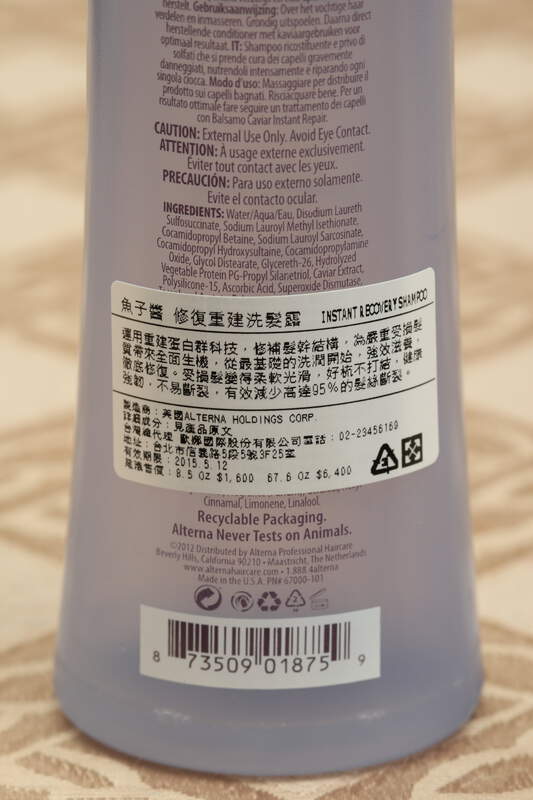 herstelt. Gebruiksaanwijzing: Over het vochtige haar
verdelen en inmasseren. Grondig uitspoelen. Daarna direct
herstellende conditioner met kaviaargebruiken voor
optimaal resultaat. IT: Shampoo ricostituente e privo di
solfati che si prende cura dei capelli gravemente
danneggiati, nutrendoli intensamente e riparando ogni
singola ciocca. Modo d'uso: Massaggiare per distribuire il
prodotto sui capelli bagnati. Risciacquare bene. Per un
risultato ottimale fare seguire un trattamento dei capelli
con Balsamo Caviar Instant Repair.
CAUTION: External Use Only. Avoid Eye Contact.
ATTENTION: À usage externe exclusivement.
Éviter tout contact avec les yeux.
PRECAUCIÓN: Para uso externo solamente.
Evite el contacto ocular.
INGREDIENTS: Water/Aqua/Eau, Disodium Laureth
Sulfosuccinate, Sodium Lauroyl Methyl Isethionate,
Cocamidopropyl Betaine, Sodium Lauroyl Sarcosinate,
Cocamidopropyl Hydroxysultaine, Cocamidopropylamine
Oxide, Glycol Distearate, Glycereth-26, Hydrolyzed
Vegetable Protein PG-Propyl Silanetriol, Caviar Extract,
Polysilicone-15, Ascorbic Acid, Superoxide Dismutase,
魚子醬 修復重建洗髮露 INSTANT RECOVERY SHAMPOO
運用重建蛋白群科技，修補髮幹結構，為嚴重受損髮
質帶來全面生機，從最基礎的洗潤開始，強效滋養，
徹底修復。受損髮變得柔軟光滑，好梳不打結，健康
強韌，不易斷裂，有效減少高達95%的髮絲斷裂。
製造商：美國ALTERNA HOLDINGS CORP.
詳細成分：見產品原文
台灣總代理 歐娜國際股份有限公司電話：02-23456169
地址：台北市信義路5段5號3F25室
有效期限：2015.5.12
建議售價：8.5 Oz $1,600 67.6 Oz $6,400
Cinnamal, Limonene, Linalool.
Recyclable Packaging.
Alterna Never Tests on Animals.
©2012 Distributed by Alterna Professional Haircare
Beverly Hills, California 90210 • Maastricht, The Netherlands
www.alternahaircare.com • 1.888.4alterna
Made in the U.S.A. PN# 67000-101
8 73509 01875 9